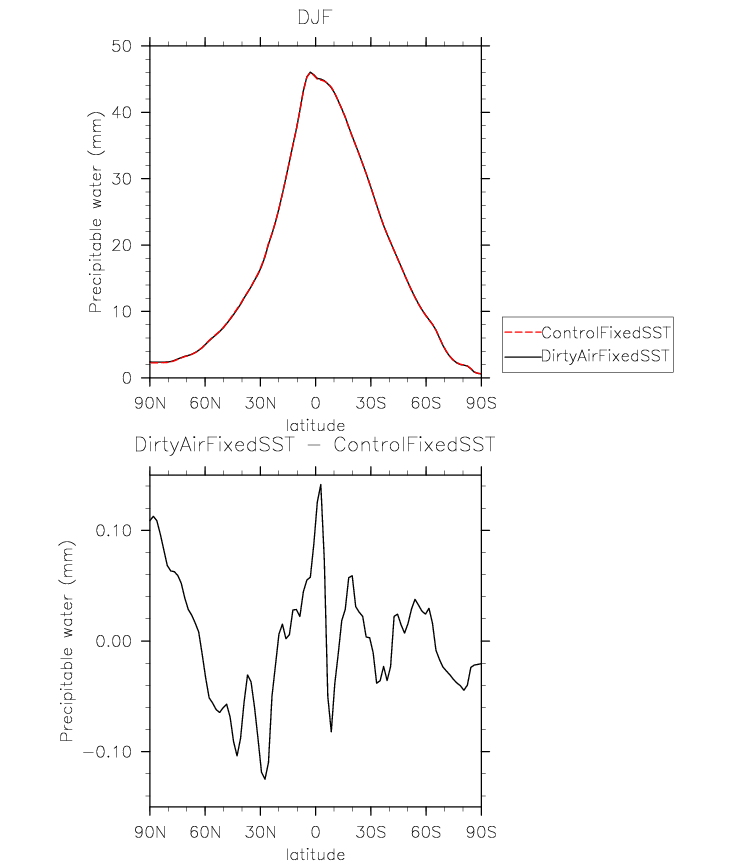 DJF
50
40
30
20
10
0
Precipitable water (mm)
90N 60N 30N 0 30S 60S 90S
latitude
ControlFixedSST
DirtyAirFixedSST
DirtyAirFixedSST − ControlFixedSST
0.10
0.00
−0.10
Precipitable water (mm)
90N 60N 30N 0 30S 60S 90S
latitude